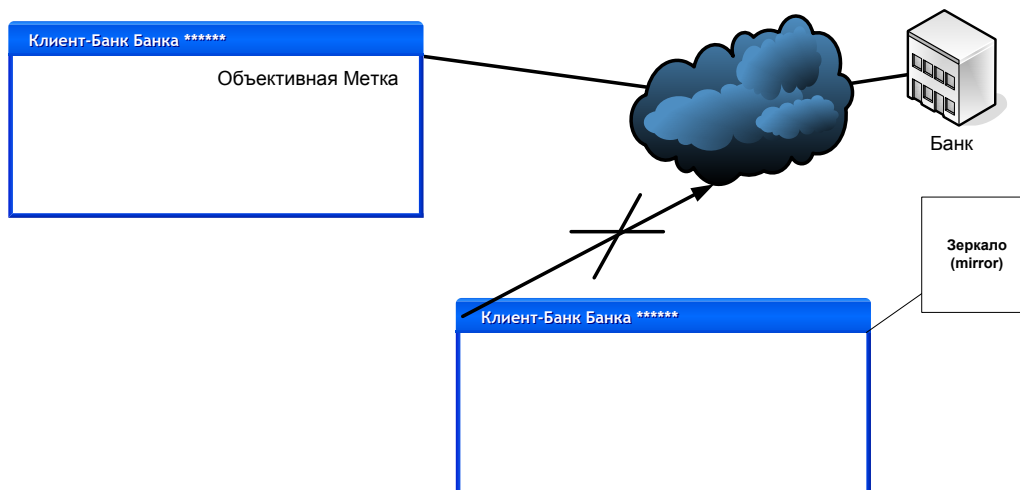 Клиент-Банк Банка ******
Объективная Метка
Банк
Зеркало
(mirror)
Клиент-Банк Банка ******